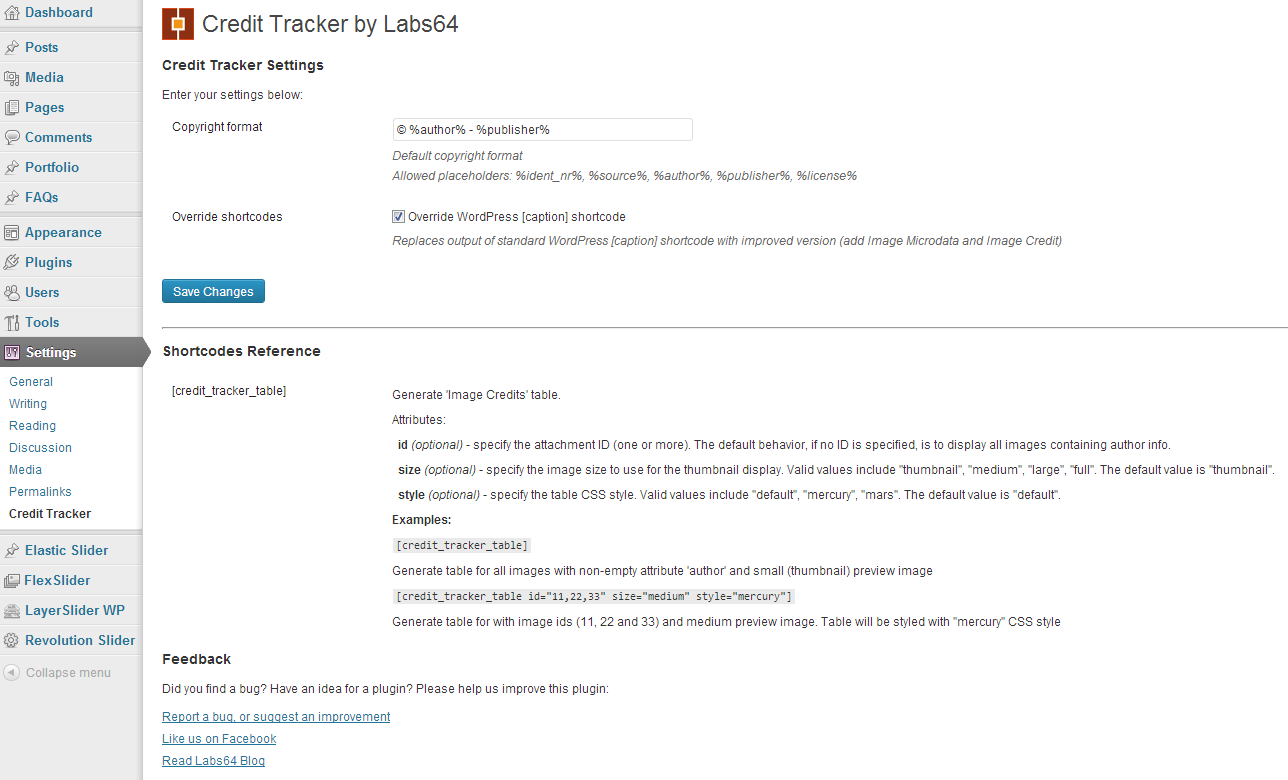 Dashboard
Posts
Media
Pages
Comments
Portfolio
FAQs
Appearance
Plugins
Users
Tools
Settings
General
Writing
Reading
Discussion
Media
Permalinks
Credit Tracker
Elastic Slider
FlexSlider
LayerSlider WP
Revolution Slider
Collapse menu
Credit Tracker by Labs64
Credit Tracker Settings
Enter your settings below:
Copyright format
© %author% - %publisher%
Default copyright format
Allowed placeholders: %ident_nr%, %source%, %author%, %publisher%, %license%
Override shortcodes
Override WordPress [caption] shortcode
Replaces output of standard WordPress [caption] shortcode with improved version (add Image Microdata and Image Credit)
Save Changes
Shortcodes Reference
[credit_tracker_table]
Generate 'Image Credits' table.
Attributes:
id (optional) - specify the attachment ID (one or more). The default behavior, if no ID is specified, is to display all images containing author info.
size (optional) - specify the image size to use for the thumbnail display. Valid values include "thumbnail", "medium", "large", "full". The default value is "thumbnail".
style (optional) - specify the table CSS style. Valid values include "default", "mercury", "mars". The default value is "default".
Examples:
[credit_tracker_table]
Generate table for all images with non-empty attribute 'author' and small (thumbnail) preview image
[credit_tracker_table id="11,22,33" size="medium" style="mercury"]
Generate table for with image ids (11, 22 and 33) and medium preview image. Table will be styled with "mercury" CSS style
Feedback
Did you find a bug? Have an idea for a plugin? Please help us improve this plugin:
Report a bug, or suggest an improvement
Like us on Facebook
Read Labs64 Blog